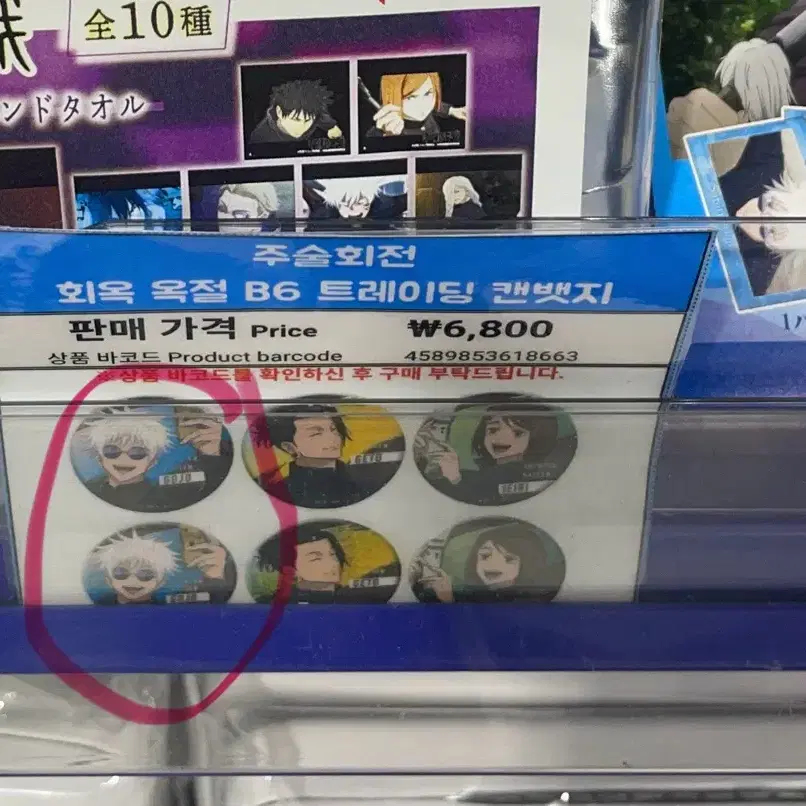 全10種
ンドタオル
주술회전
회옥 옥절 B6 트레이딩 캔뱃지
판매 가격 Price ₩6,800
상품 바코드 Product barcode 4589853618663
※ 상품 바코드를 확인하신 후 구매 부탁드립니다.
GOJO GETO IEIRI
GOJO GETO